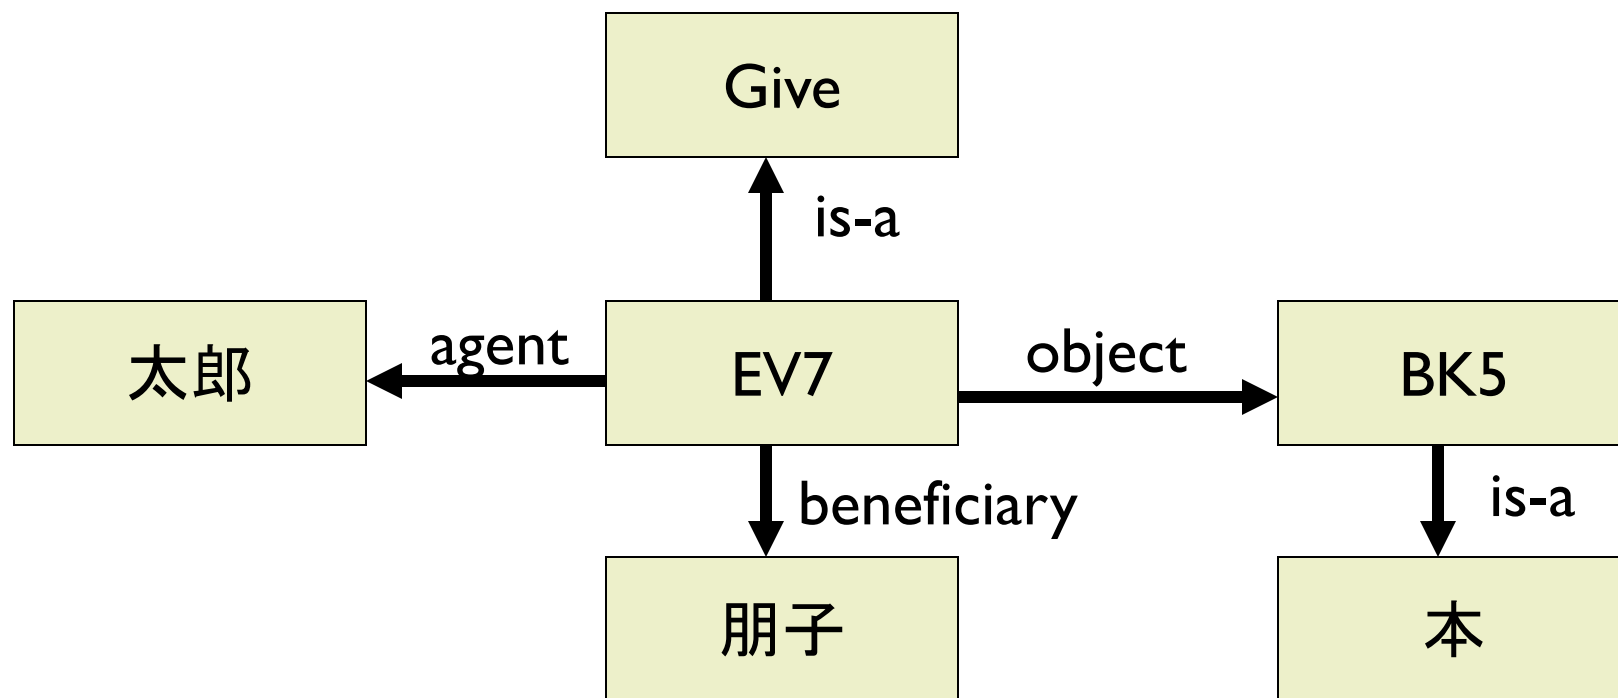 Give
is-a
太郎
agent
EV7
object
BK5
beneficiary
is-a
朋子
本